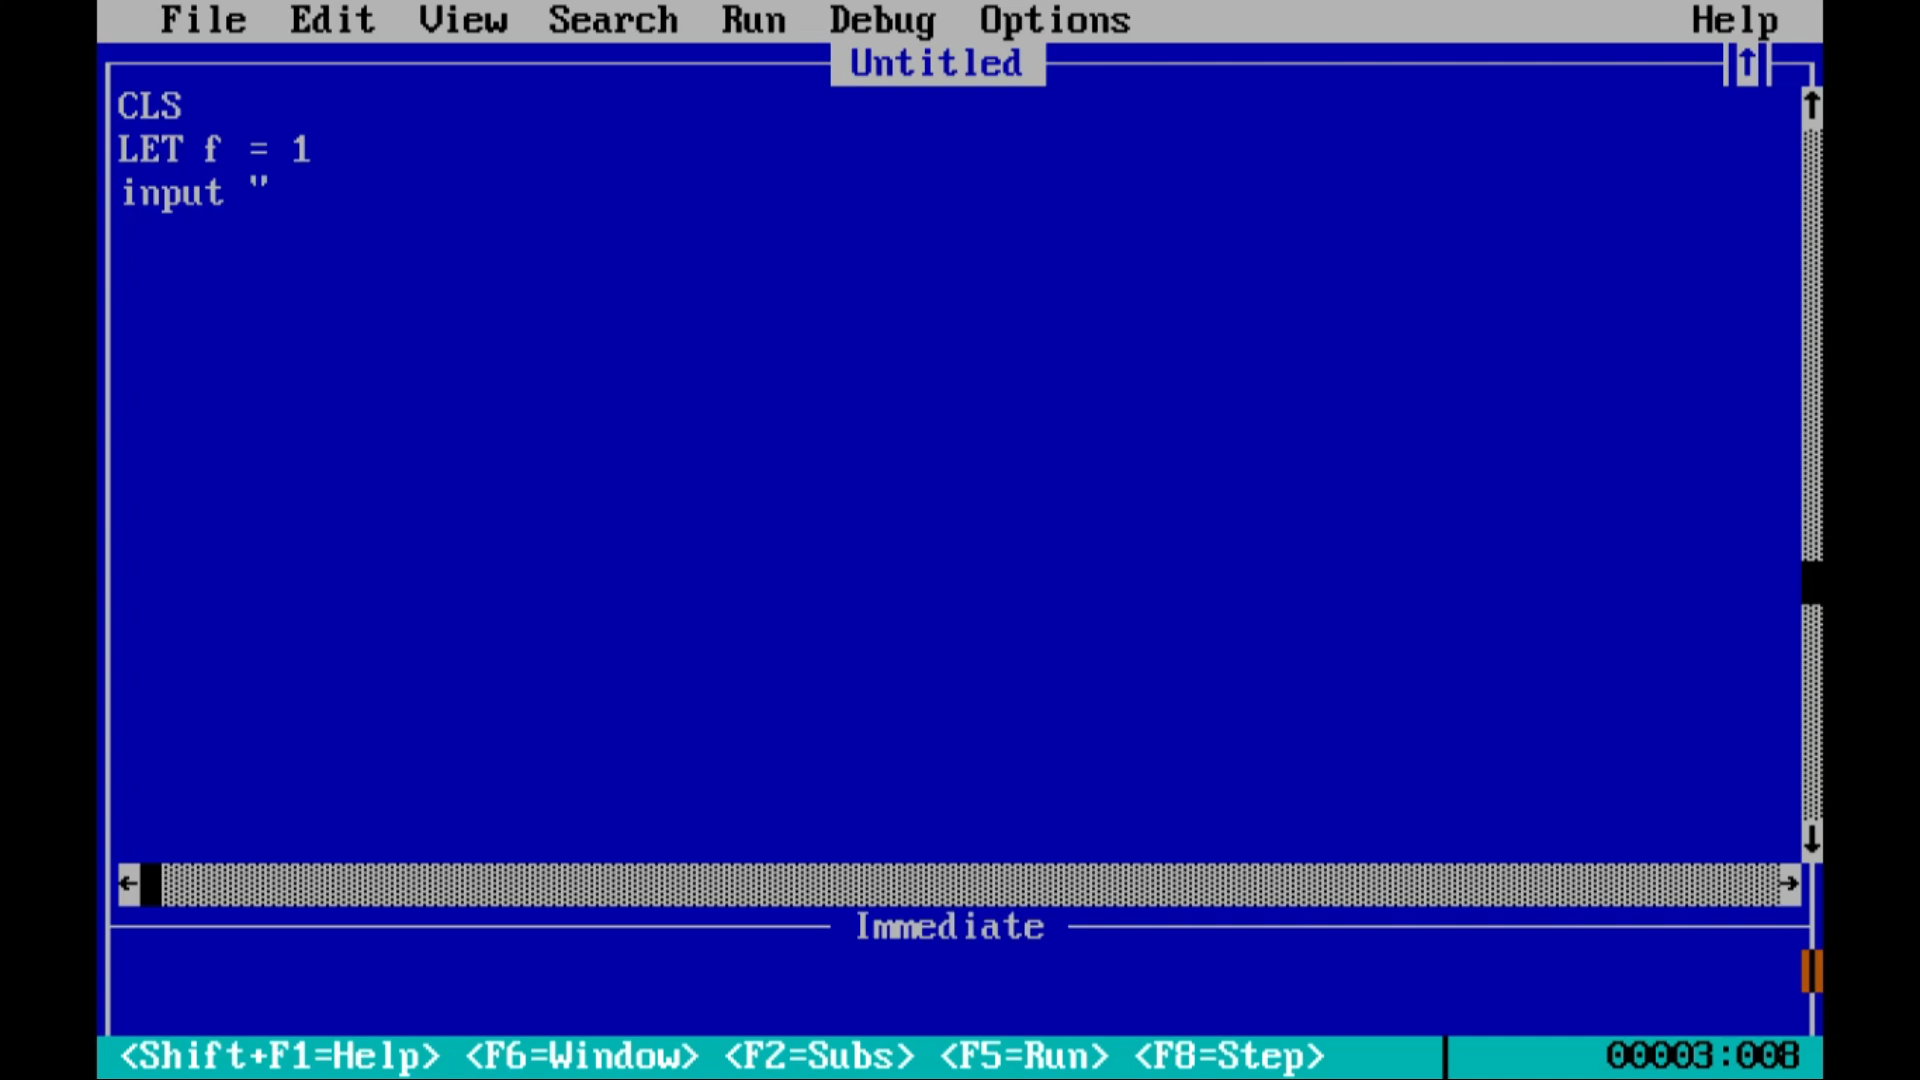 File Edit View Search Run Debug Options Help
Untitled
↑
CLS
LET f = 1
input "
Immediate
<Shift+F1=Help> <F6=Window> <F2=Subs> <F5=Run> <F8=Step> 00003:008